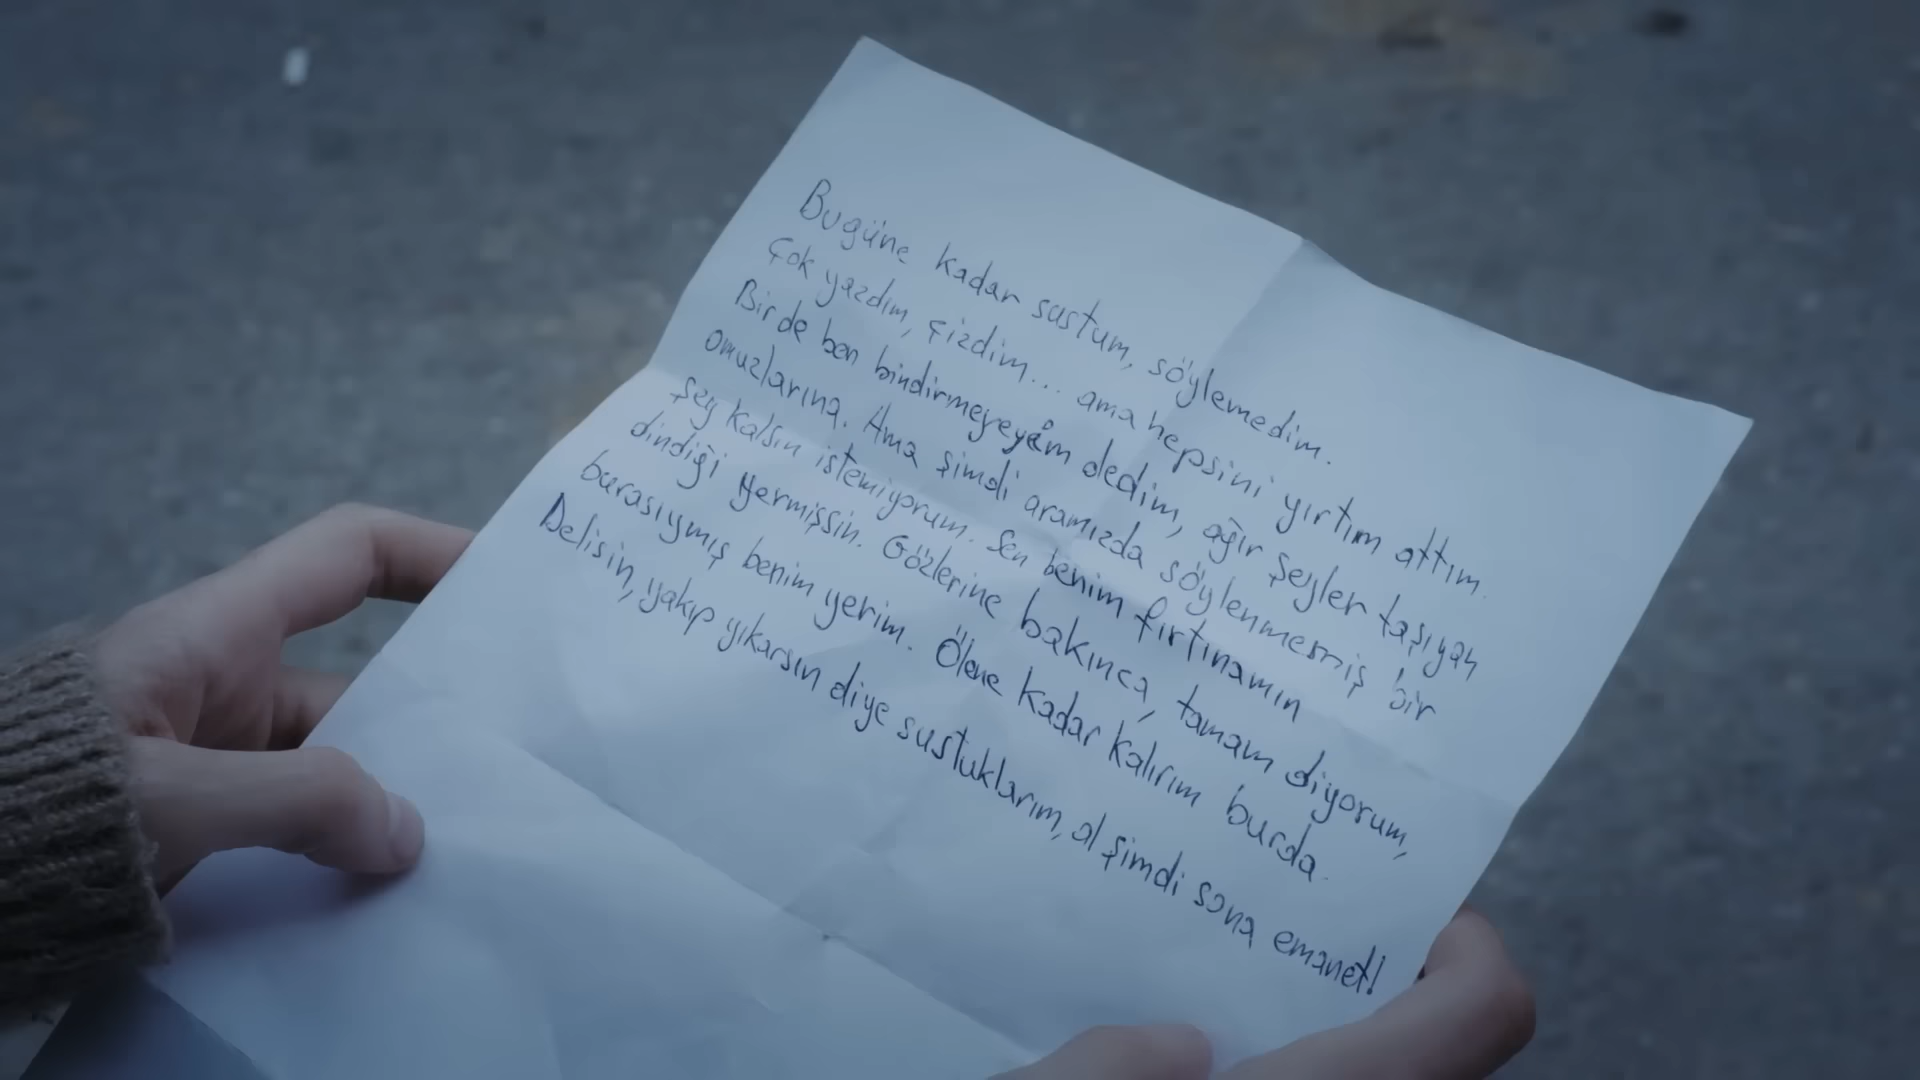 Bugüne kadar sustum, söylemedim.
Çok yazdım, çizdim... ama hepsini yırtım attım.
Bir de ben bindirmeyeyim dedim, ağır şeyler taşıyan
omuzlarına. Ama şimdi aramızda söylenmemiş bir
şey kalsın istemiyorum. Sen benim fırtınamın
dindiği yermişsin. Gözlerine bakınca, tamam diyorum,
burasıymış benim yerim. Ölene kadar kalırım burda.
Delisin, yakıp yıkarsın diye sustuklarım, al şimdi sana emanet!